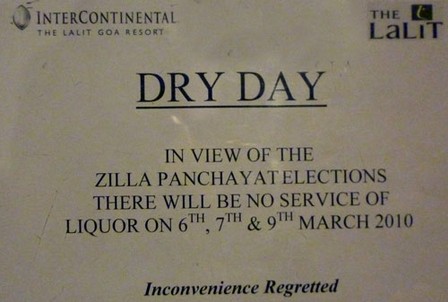 INTERCONTINENTAL
THE LALIT GOA RESORT
THE
LaLiT
DRY DAY
IN VIEW OF THE
ZILLA PANCHAYAT ELECTIONS
THERE WILL BE NO SERVICE OF
LIQUOR ON 6TH, 7TH & 9TH MARCH 2010
Inconvenience Regretted